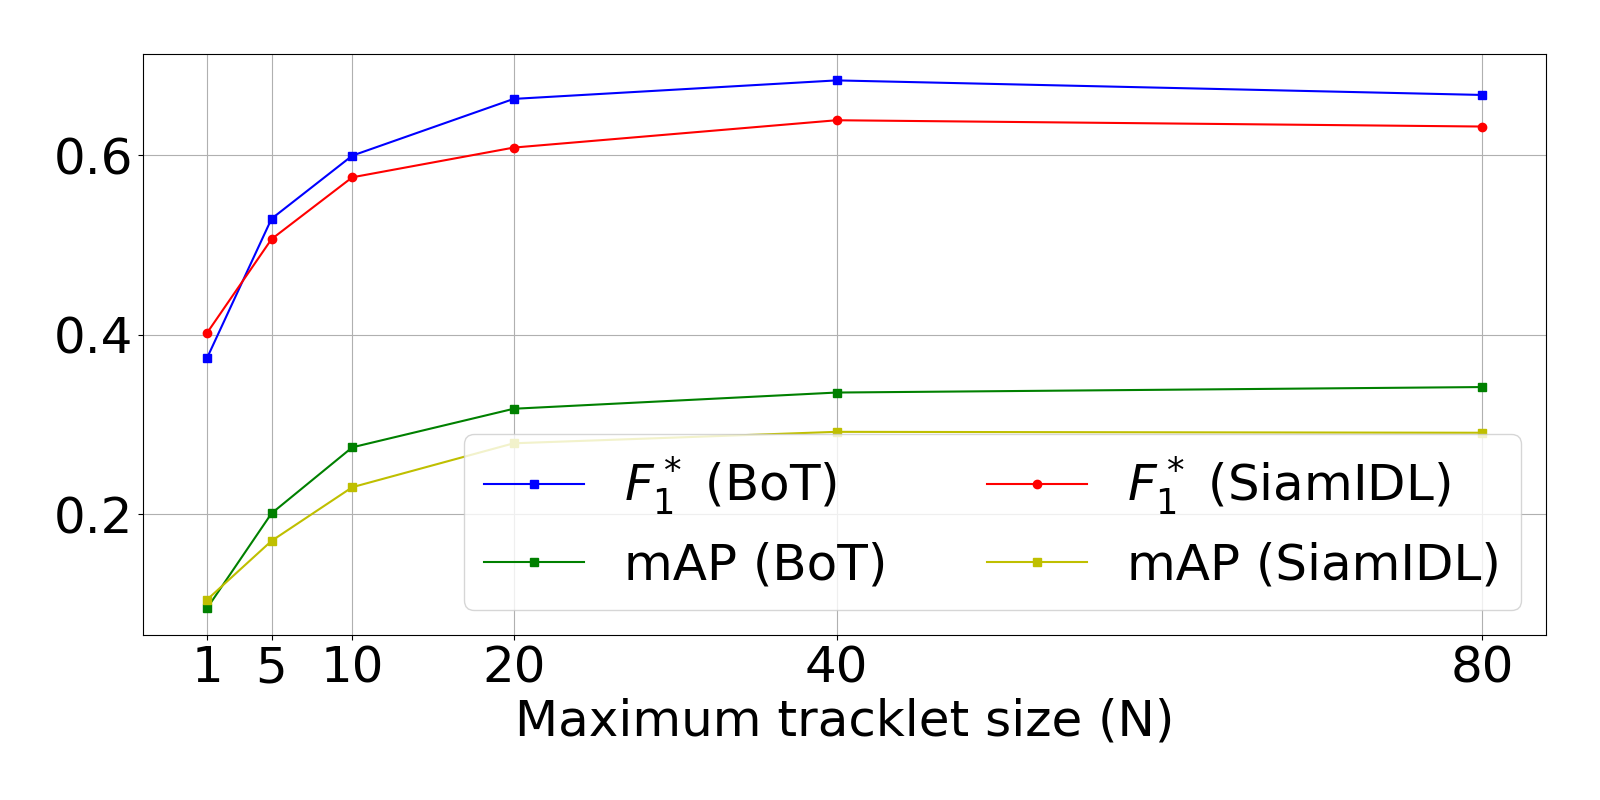 0.6
0.4
0.2
F₁* (BoT) F₁* (SiamIDL)
mAP (BoT) mAP (SiamIDL)
1 5 10 20 40 80
Maximum tracklet size (N)